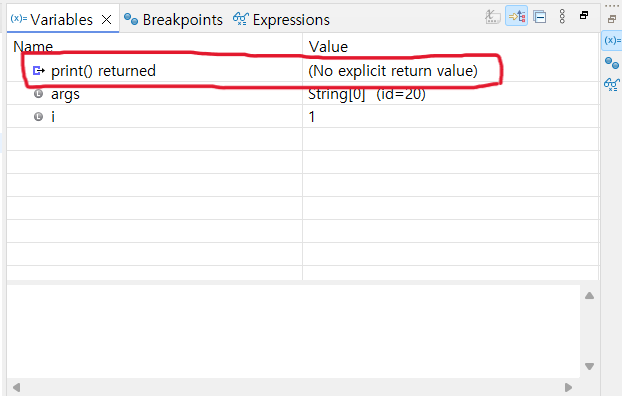 (x)= Variables Breakpoints Expressions
Name Value
print() returned (No explicit return value)
args String[0] (id=20)
i 1
(x)=